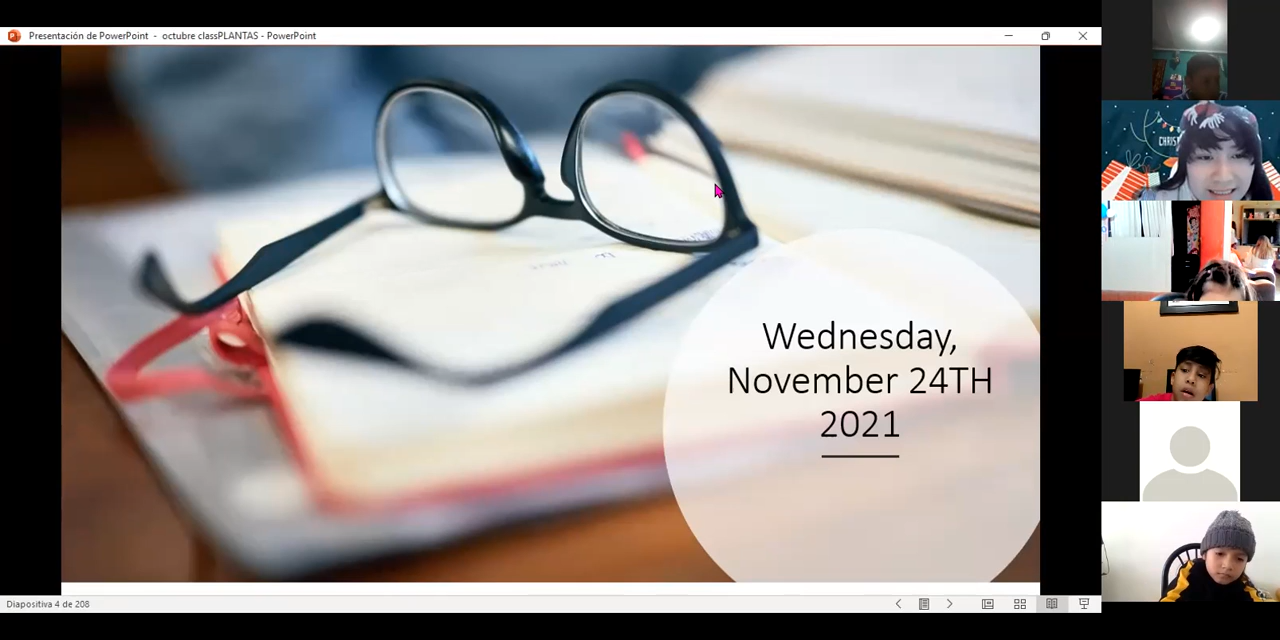 Presentación de PowerPoint - octubre classPLANTAS - PowerPoint
Wednesday,
November 24TH
2021
Diapositiva 4 de 208